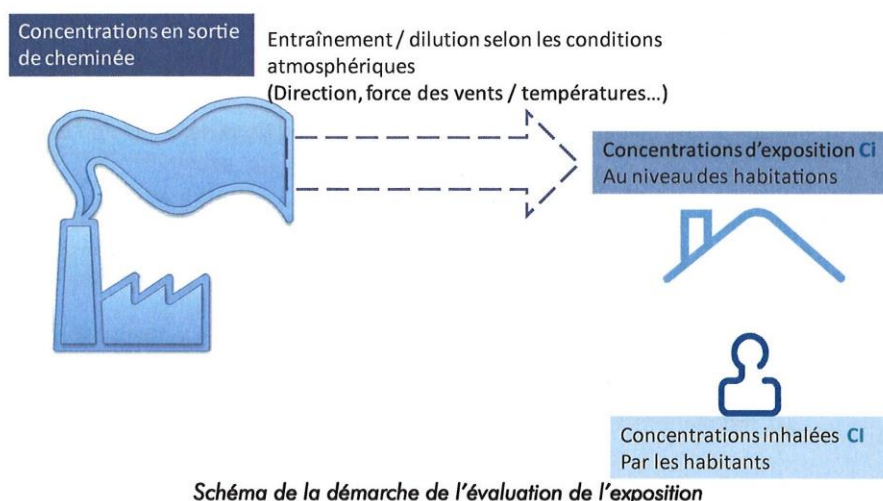 Concentrations en sortie
de cheminée
Entraînement / dilution selon les conditions
atmosphériques
(Direction, force des vents / températures...)
Concentrations d'exposition Ci
Au niveau des habitations
Concentrations inhalées CI
Par les habitants
Schéma de la démarche de l'évaluation de l'exposition